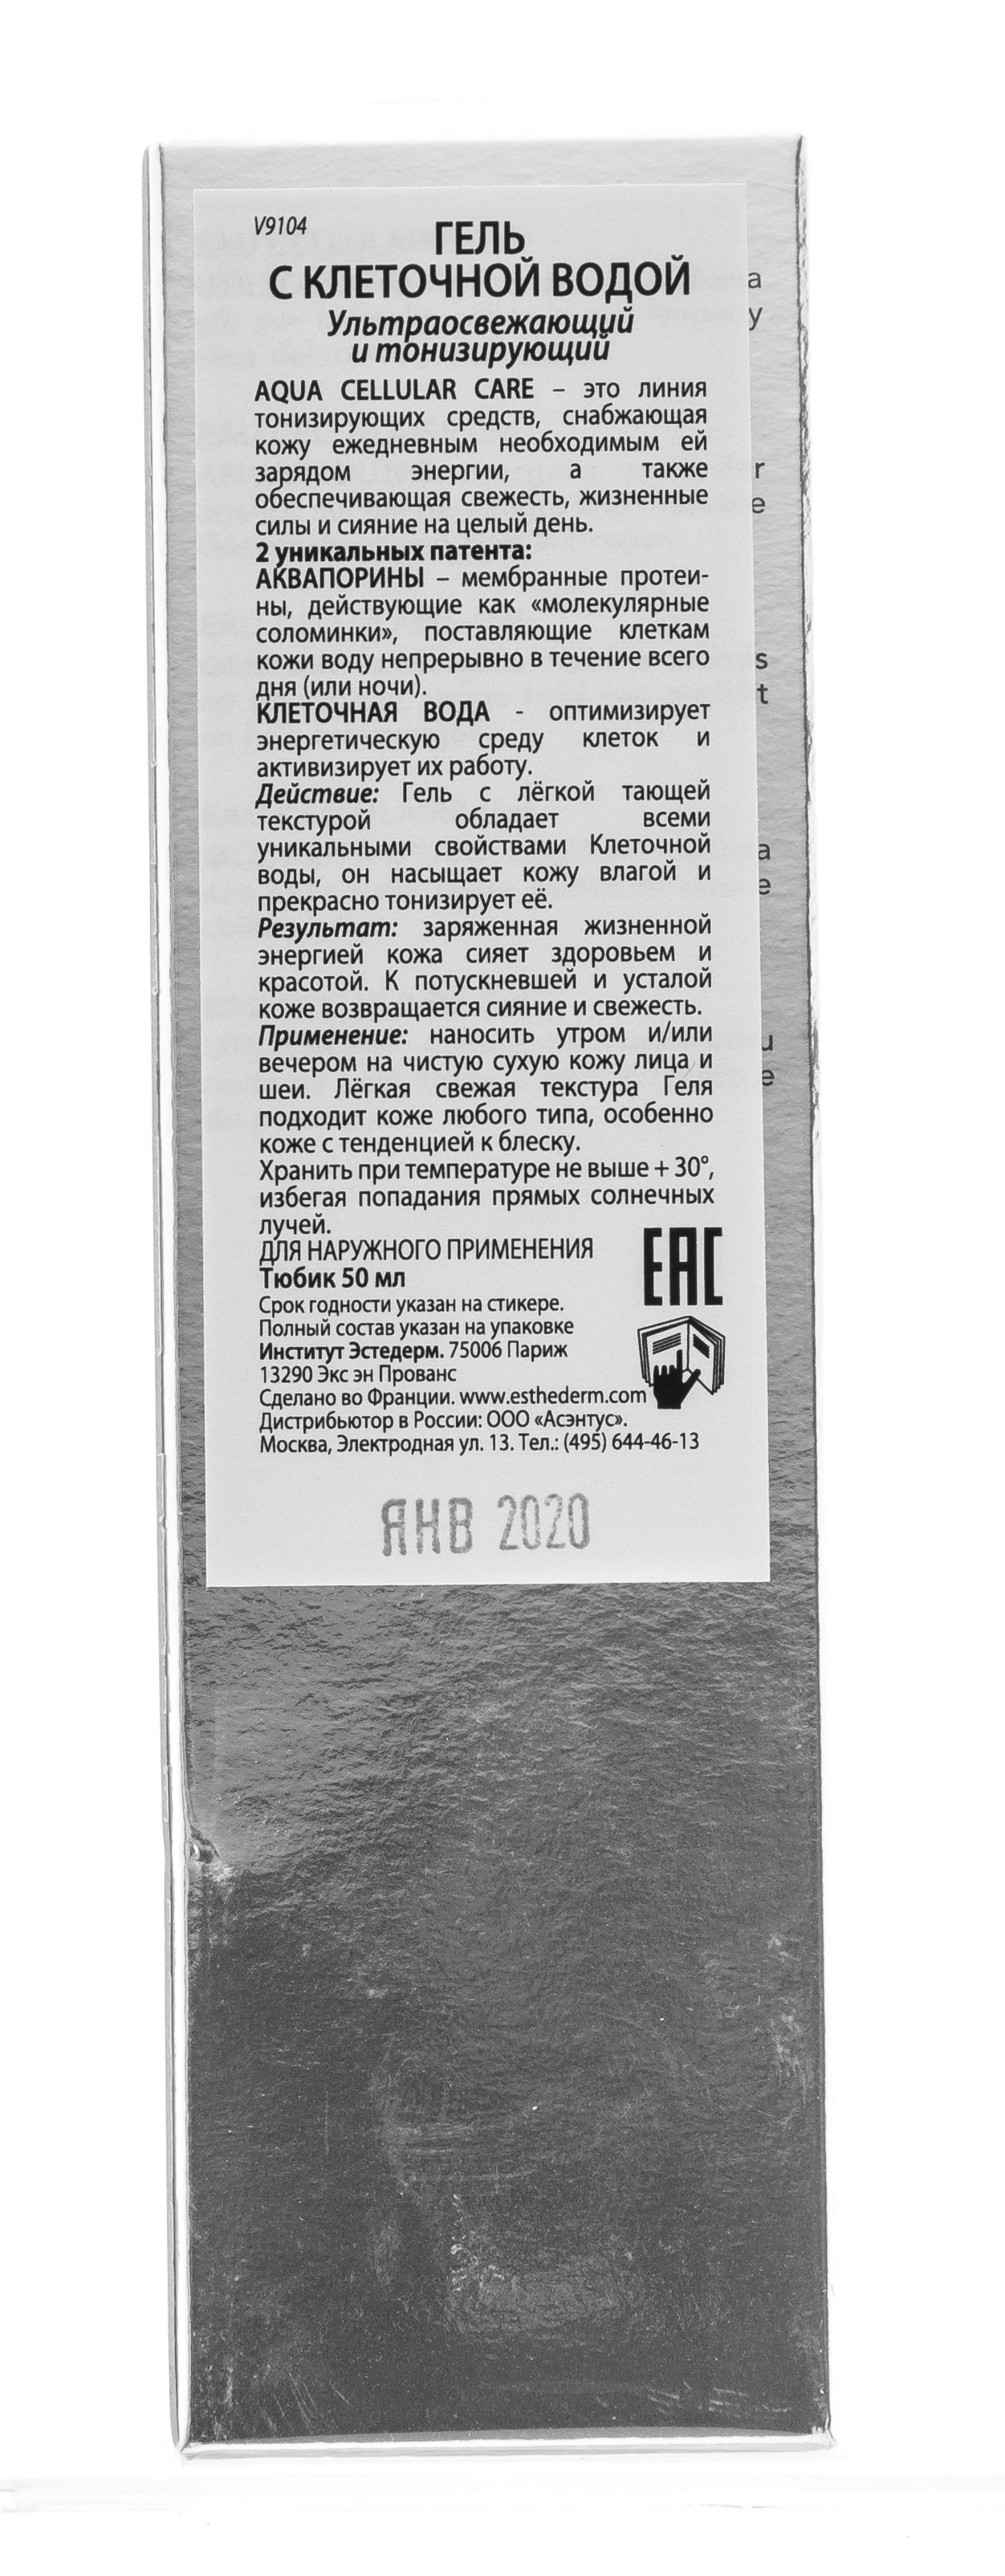 V9104
ГЕЛЬ
С КЛЕТОЧНОЙ ВОДОЙ
Ультраосвежающий
и тонизирующий
AQUA CELLULAR CARE – это линия
тонизирующих средств, снабжающая
кожу ежедневным необходимым ей
зарядом энергии, а также
обеспечивающая свежесть, жизненные
силы и сияние на целый день.
2 уникальных патента:
АКВАПОРИНЫ – мембранные протеи-
ны, действующие как «молекулярные
соломинки», поставляющие клеткам
кожи воду непрерывно в течение всего
дня (или ночи).
КЛЕТОЧНАЯ ВОДА - оптимизирует
энергетическую среду клеток и
активизирует их работу.
Действие: Гель с лёгкой тающей
текстурой обладает всеми
уникальными свойствами Клеточной
воды, он насыщает кожу влагой и
прекрасно тонизирует её.
Результат: заряженная жизненной
энергией кожа сияет здоровьем и
красотой. К потускневшей и усталой
коже возвращается сияние и свежесть.
Применение: наносить утром и/или
вечером на чистую сухую кожу лица и
шеи. Лёгкая свежая текстура Геля
подходит коже любого типа, особенно
коже с тенденцией к блеску.
Хранить при температуре не выше + 30°,
избегая попадания прямых солнечных
лучей.
ДЛЯ НАРУЖНОГО ПРИМЕНЕНИЯ
Тюбик 50 мл
EAC
Срок годности указан на стикере.
Полный состав указан на упаковке
Институт Эстедерм. 75006 Париж
13290 Экс эн Прованс
Сделано во Франции. www.esthederm.com
Дистрибьютор в России: ООО «Асэнтус».
Москва, Электродная ул. 13. Тел.: (495) 644-46-13
ЯНВ 2020